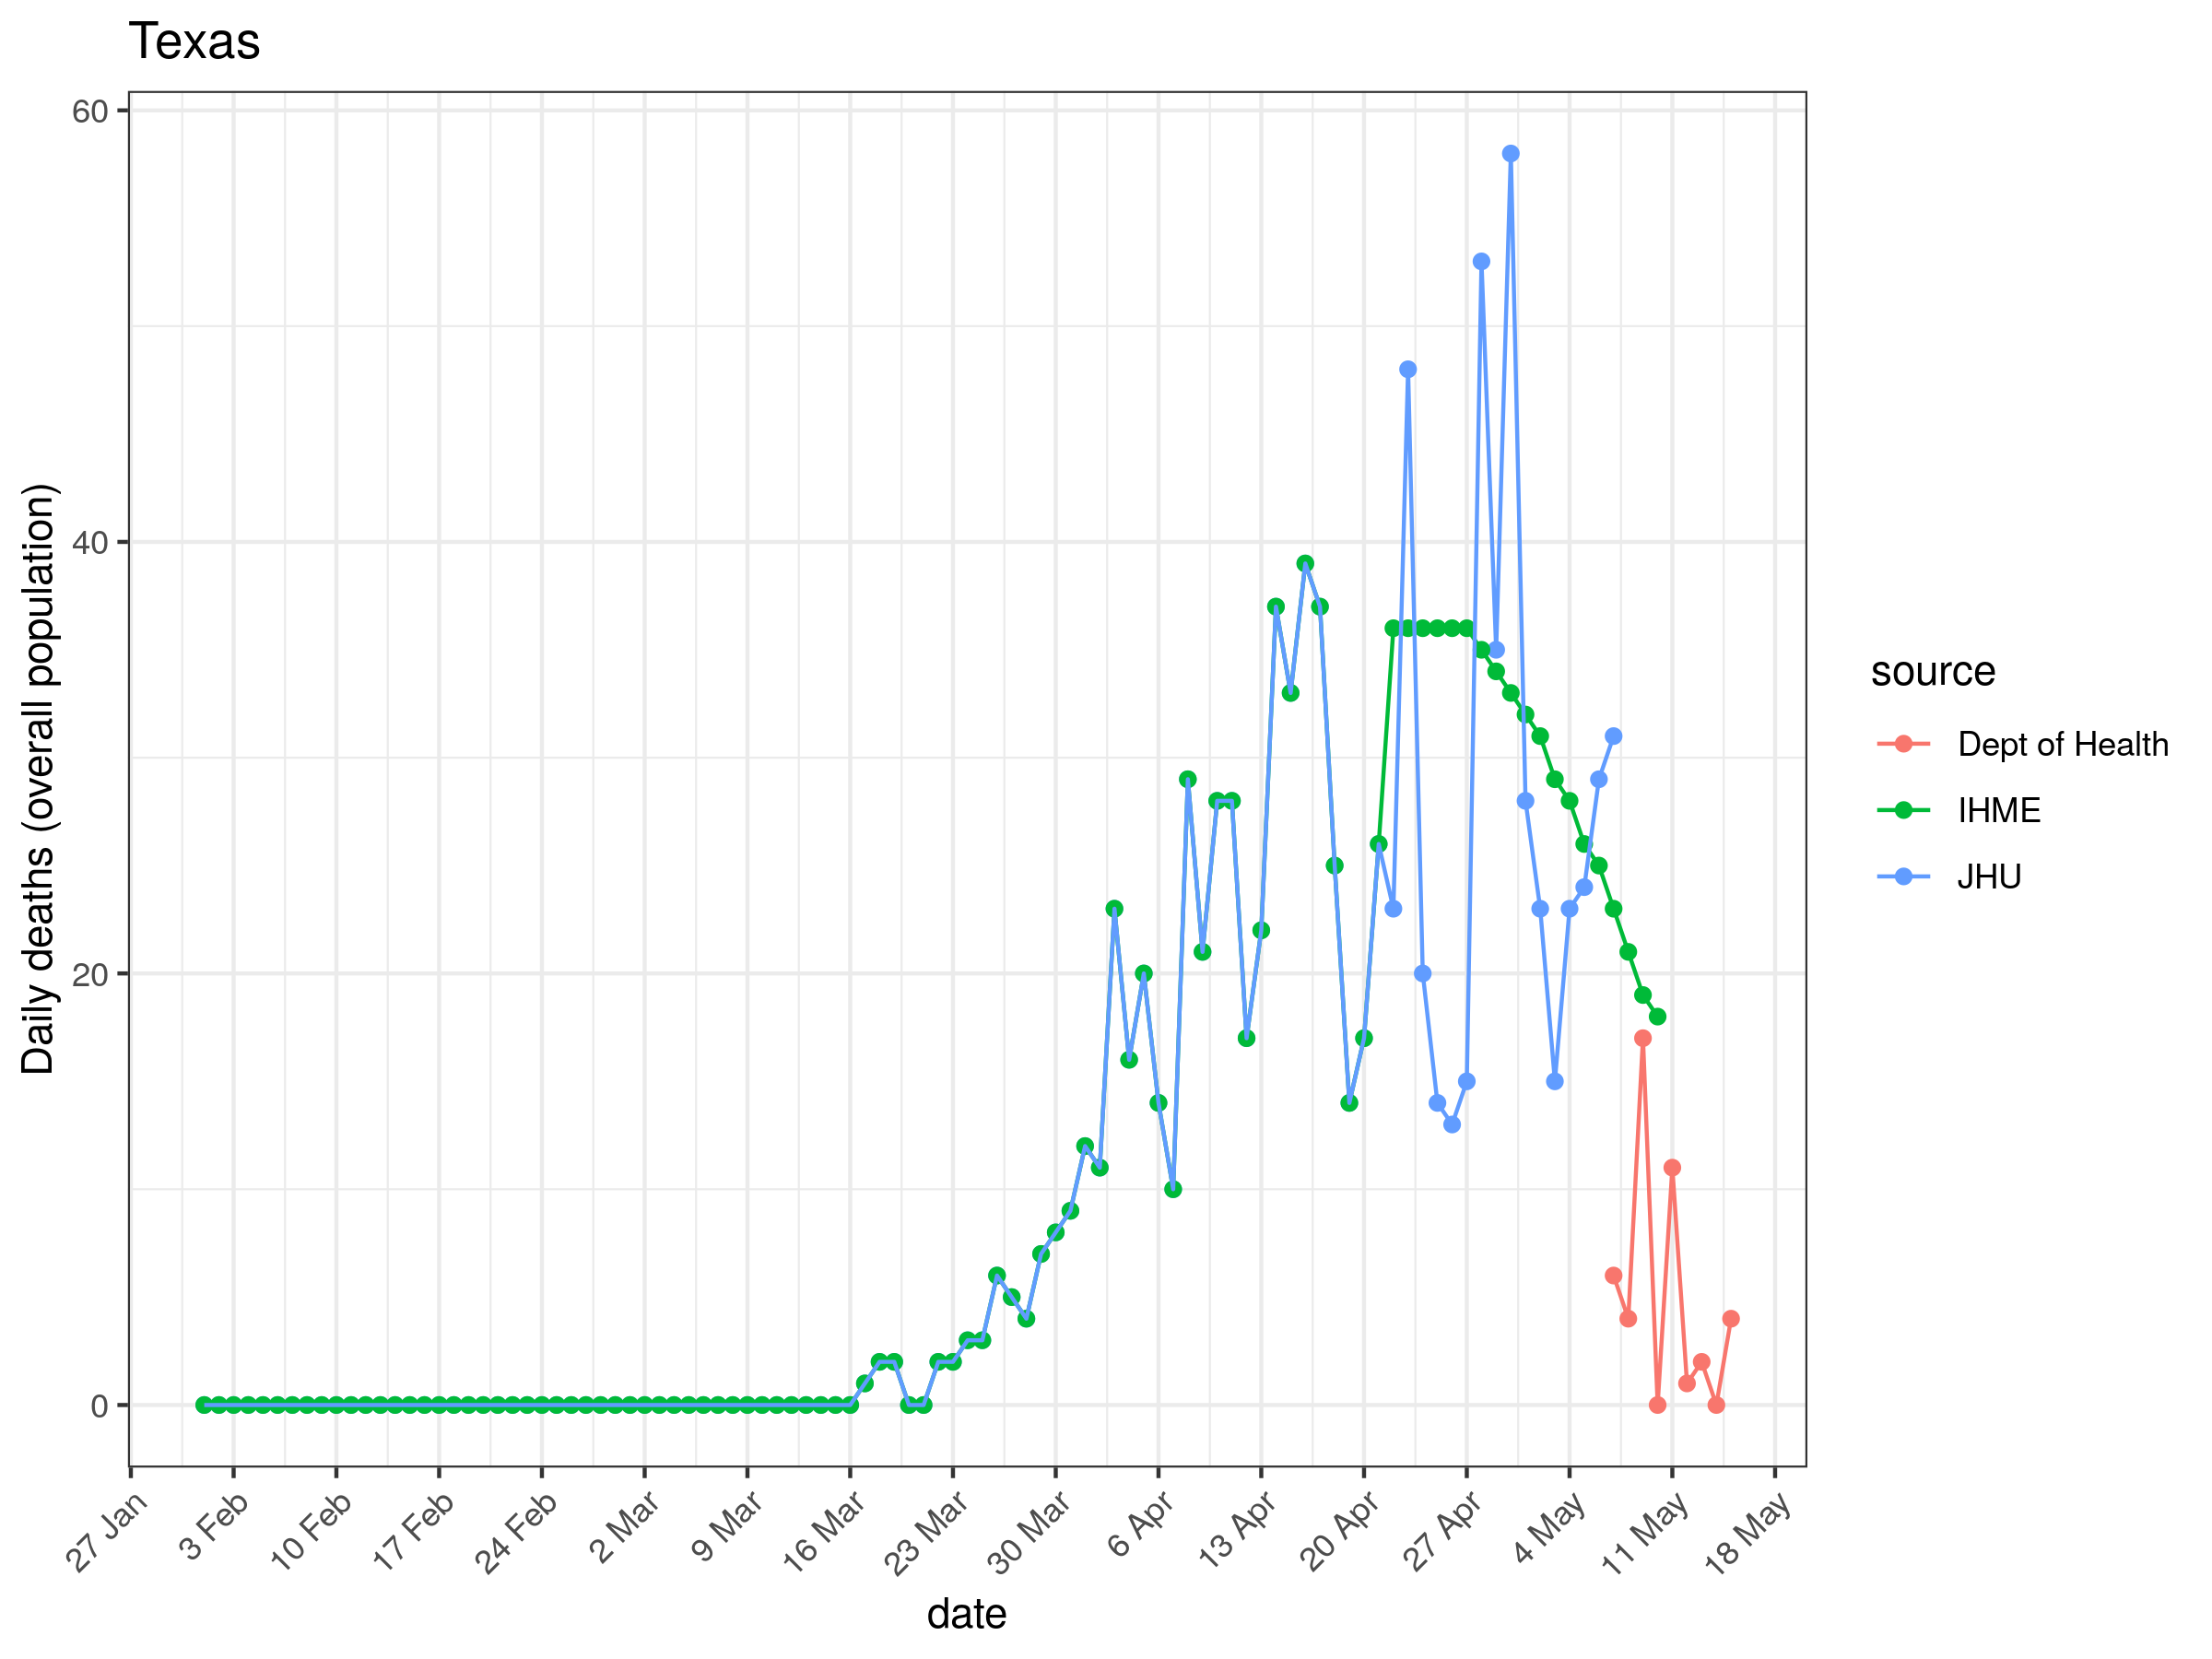 Texas
Daily deaths (overall population)
60
40
20
0
27 Jan
3 Feb
10 Feb
17 Feb
24 Feb
2 Mar
9 Mar
16 Mar
23 Mar
30 Mar
6 Apr
13 Apr
20 Apr
27 Apr
4 May
11 May
18 May
date
source
Dept of Health
IHME
JHU